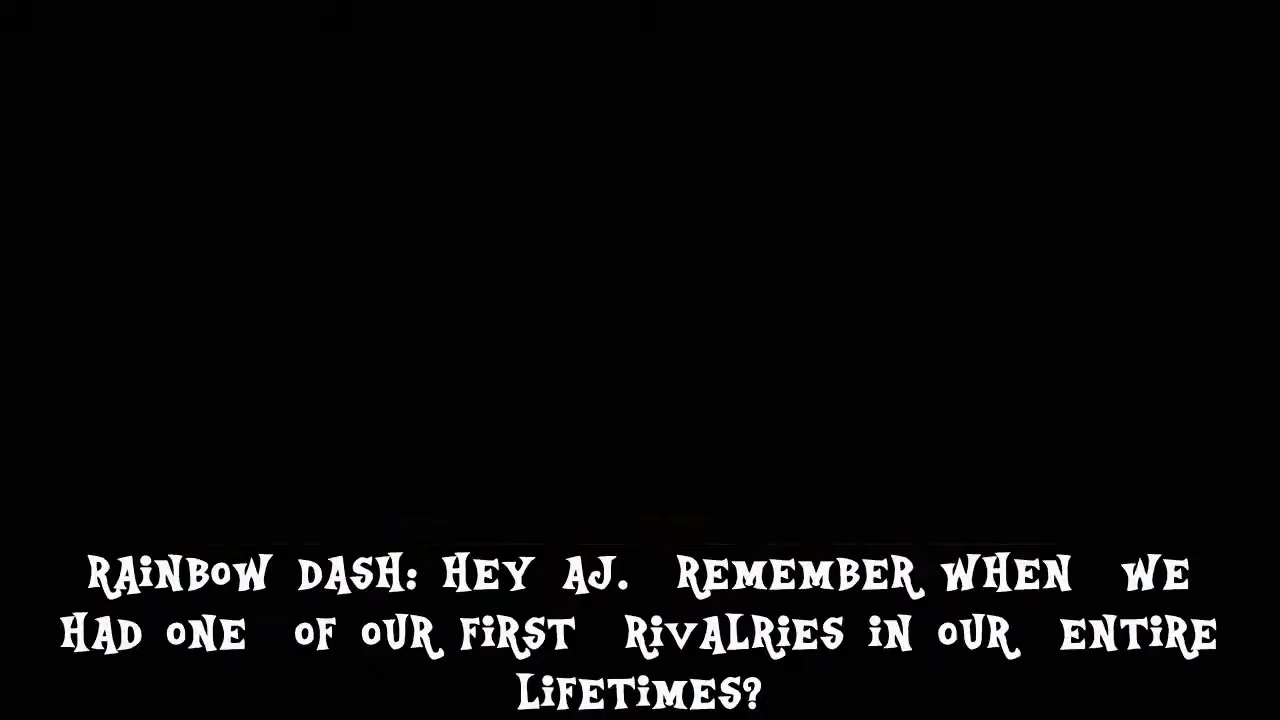 RAiNBOW DASH: HEY AJ. REMEMBER WHEN WE
HAD ONE OF OUR FiRST RiVALRiES iN OUR ENTiRE
LiFETiMES?